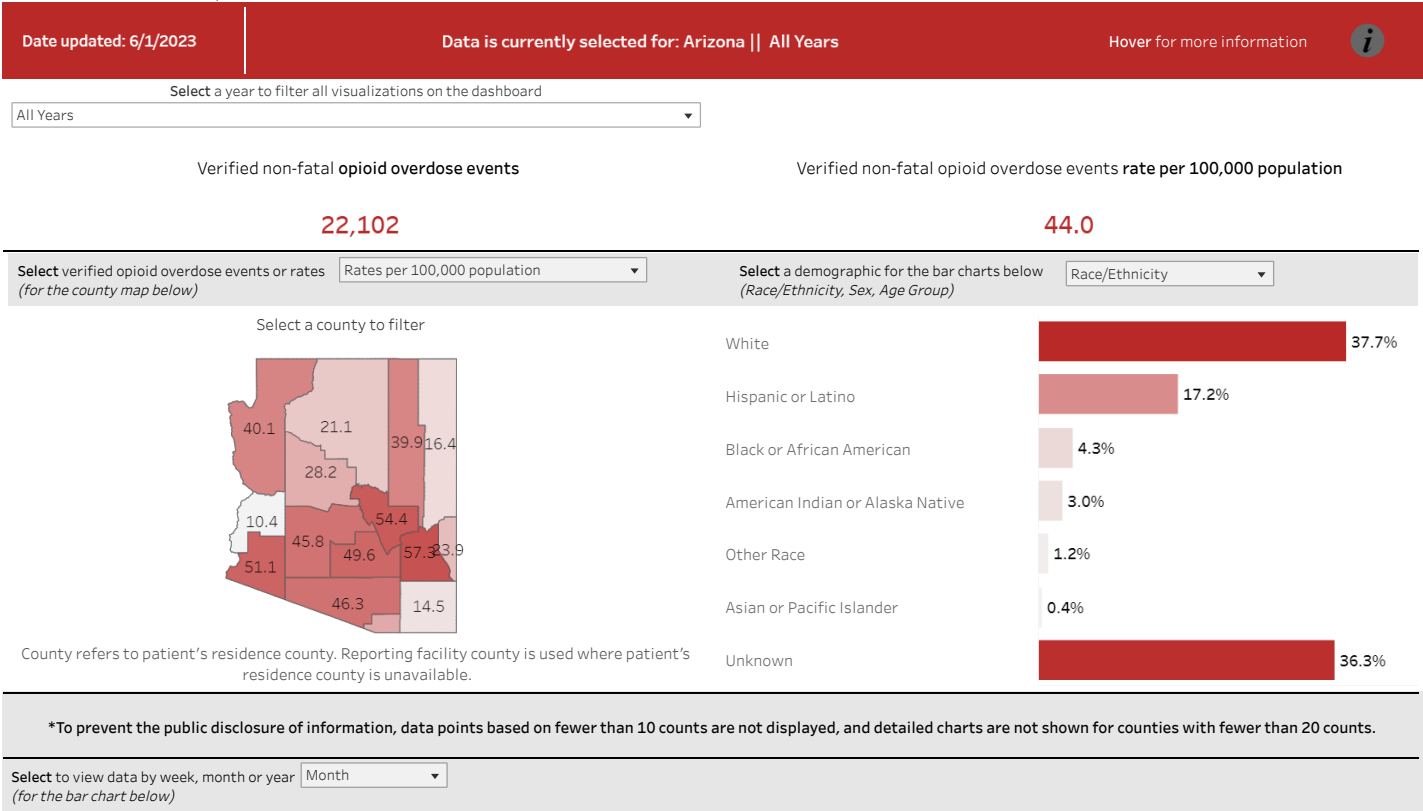 Date updated: 6/1/2023
Data is currently selected for: Arizona || All Years
Hover for more information
i
Select a year to filter all visualizations on the dashboard
All Years
Verified non-fatal opioid overdose events
22,102
Verified non-fatal opioid overdose events rate per 100,000 population
44.0
Select verified opioid overdose events or rates
(for the county map below)
Rates per 100,000 population
Select a demographic for the bar charts below
(Race/Ethnicity, Sex, Age Group)
Race/Ethnicity
Select a county to filter
40.1
21.1
39.9
16.4
28.2
10.4
54.4
45.8
49.6
57.3
23.9
51.1
46.3
14.5
County refers to patient's residence county. Reporting facility county is used where patient's
residence county is unavailable.
White 37.7%
Hispanic or Latino 17.2%
Black or African American 4.3%
American Indian or Alaska Native 3.0%
Other Race 1.2%
Asian or Pacific Islander 0.4%
Unknown 36.3%
*To prevent the public disclosure of information, data points based on fewer than 10 counts are not displayed, and detailed charts are not shown for counties with fewer than 20 counts.
Select to view data by week, month or year
(for the bar chart below)
Month